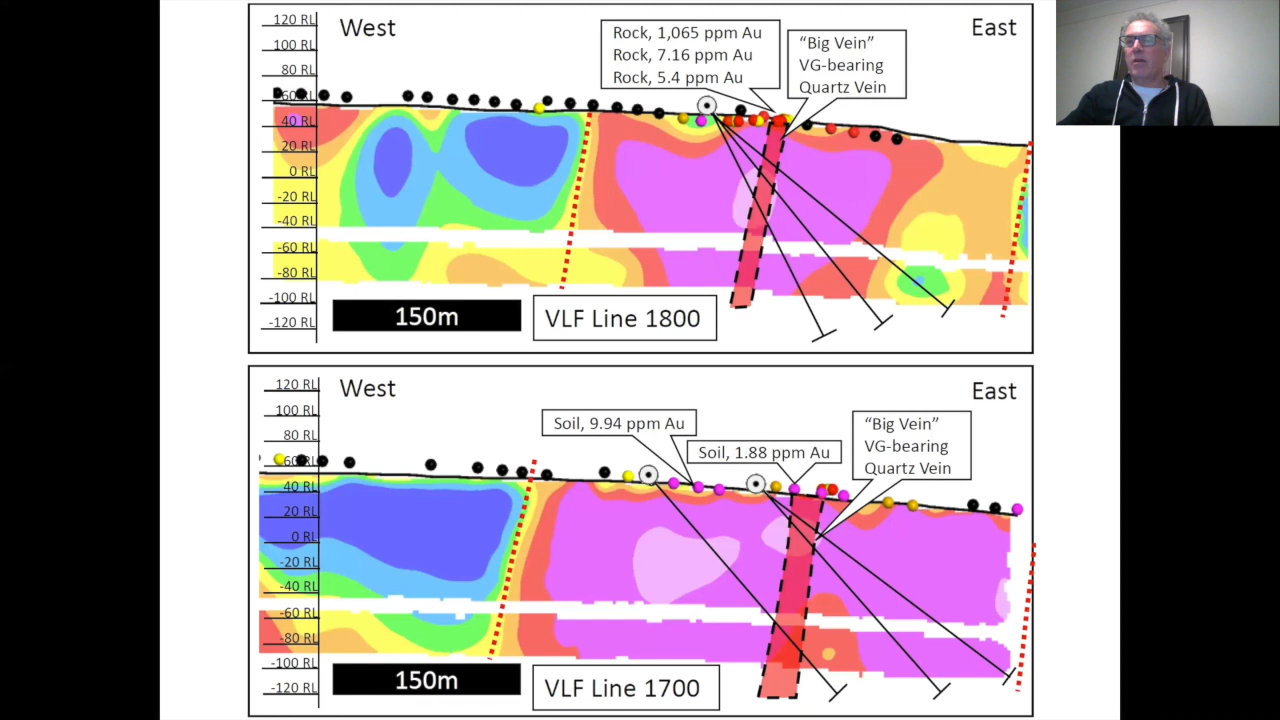 120 RL
100 RL
80 RL
60 RL
40 RL
20 RL
0 RL
-20 RL
-40 RL
-60 RL
-80 RL
-100 RL
-120 RL
West
East
Rock, 1,065 ppm Au
Rock, 7.16 ppm Au
Rock, 5.4 ppm Au
“Big Vein”
VG-bearing
Quartz Vein
150m
VLF Line 1800
120 RL
100 RL
80 RL
60 RL
40 RL
20 RL
0 RL
-20 RL
-40 RL
-60 RL
-80 RL
-100 RL
-120 RL
West
East
Soil, 9.94 ppm Au
Soil, 1.88 ppm Au
“Big Vein”
VG-bearing
Quartz Vein
150m
VLF Line 1700